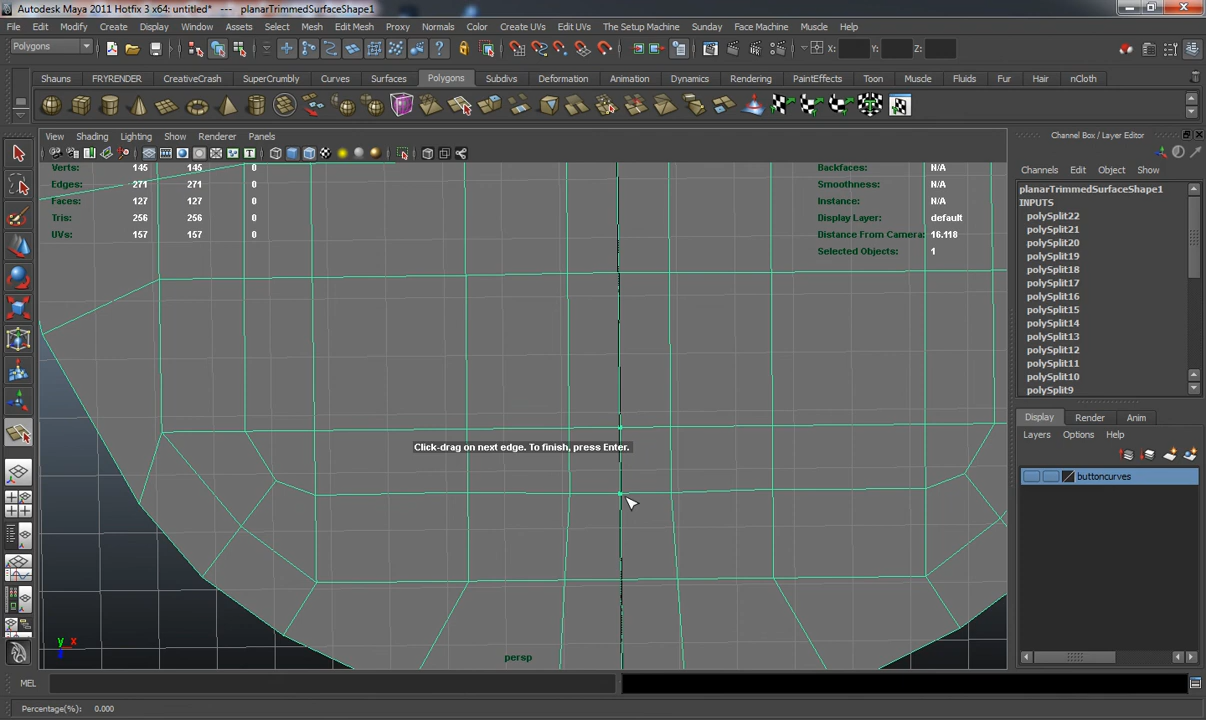 Autodesk Maya 2011 Hotfix 3 x64: untitled* --- planarTrimmedSurfaceShape1
File Edit Modify Create Display Window Assets Select Mesh Edit Mesh Proxy Normals Color Create UVs Edit UVs The Setup Machine Sunday Face Machine Muscle Help
Polygons X: Y: Z:
Shauns FRYRENDER CreativeCrash SuperCrumbly Curves Surfaces Polygons Subdivs Deformation Animation Dynamics Rendering PaintEffects Toon Muscle Fluids Fur Hair nCloth
View Shading Lighting Show Renderer Panels Channel Box / Layer Editor
Verts: 145 145 0 Backfaces: N/A
Edges: 271 271 0 Smoothness: N/A
Faces: 127 127 0 Instance: N/A
Tris: 256 256 0 Display Layer: default
UVs: 157 157 0 Distance From Camera: 16.118
Selected Objects: 1
Channels Edit Object Show
planarTrimmedSurfaceShape1
INPUTS
polySplit22
polySplit21
polySplit20
polySplit19
polySplit18
polySplit17
polySplit16
polySplit15
polySplit14
polySplit13
polySplit12
polySplit11
polySplit10
polySplit9
Display Render Anim
Layers Options Help
buttoncurves
Click-drag on next edge. To finish, press Enter.
y x
z
persp
MEL
Percentage(%): 0.000